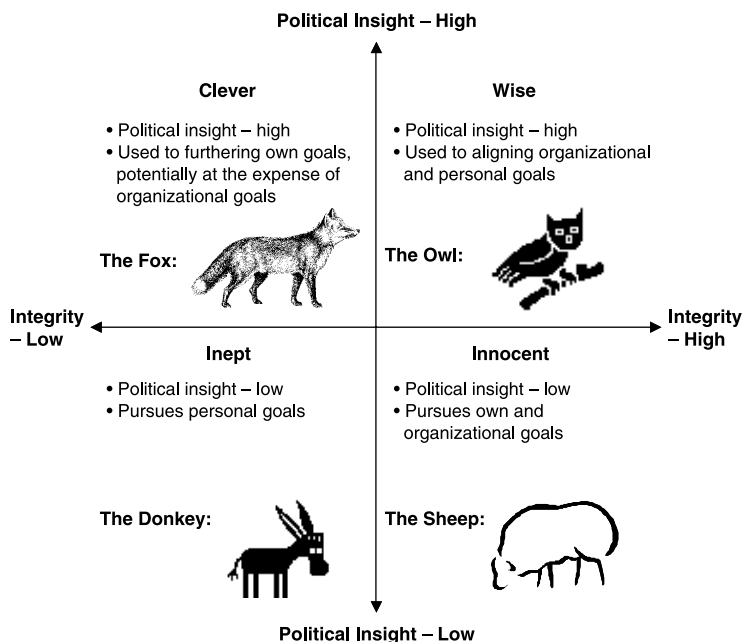 Political Insight – High
Clever
• Political insight – high
• Used to furthering own goals,
potentially at the expense of
organizational goals
The Fox:
Wise
• Political insight – high
• Used to aligning organizational
and personal goals
The Owl:
Integrity
– Low
Integrity
– High
Inept
• Political insight – low
• Pursues personal goals
The Donkey:
Innocent
• Political insight – low
• Pursues own and
organizational goals
The Sheep:
Political Insight – Low